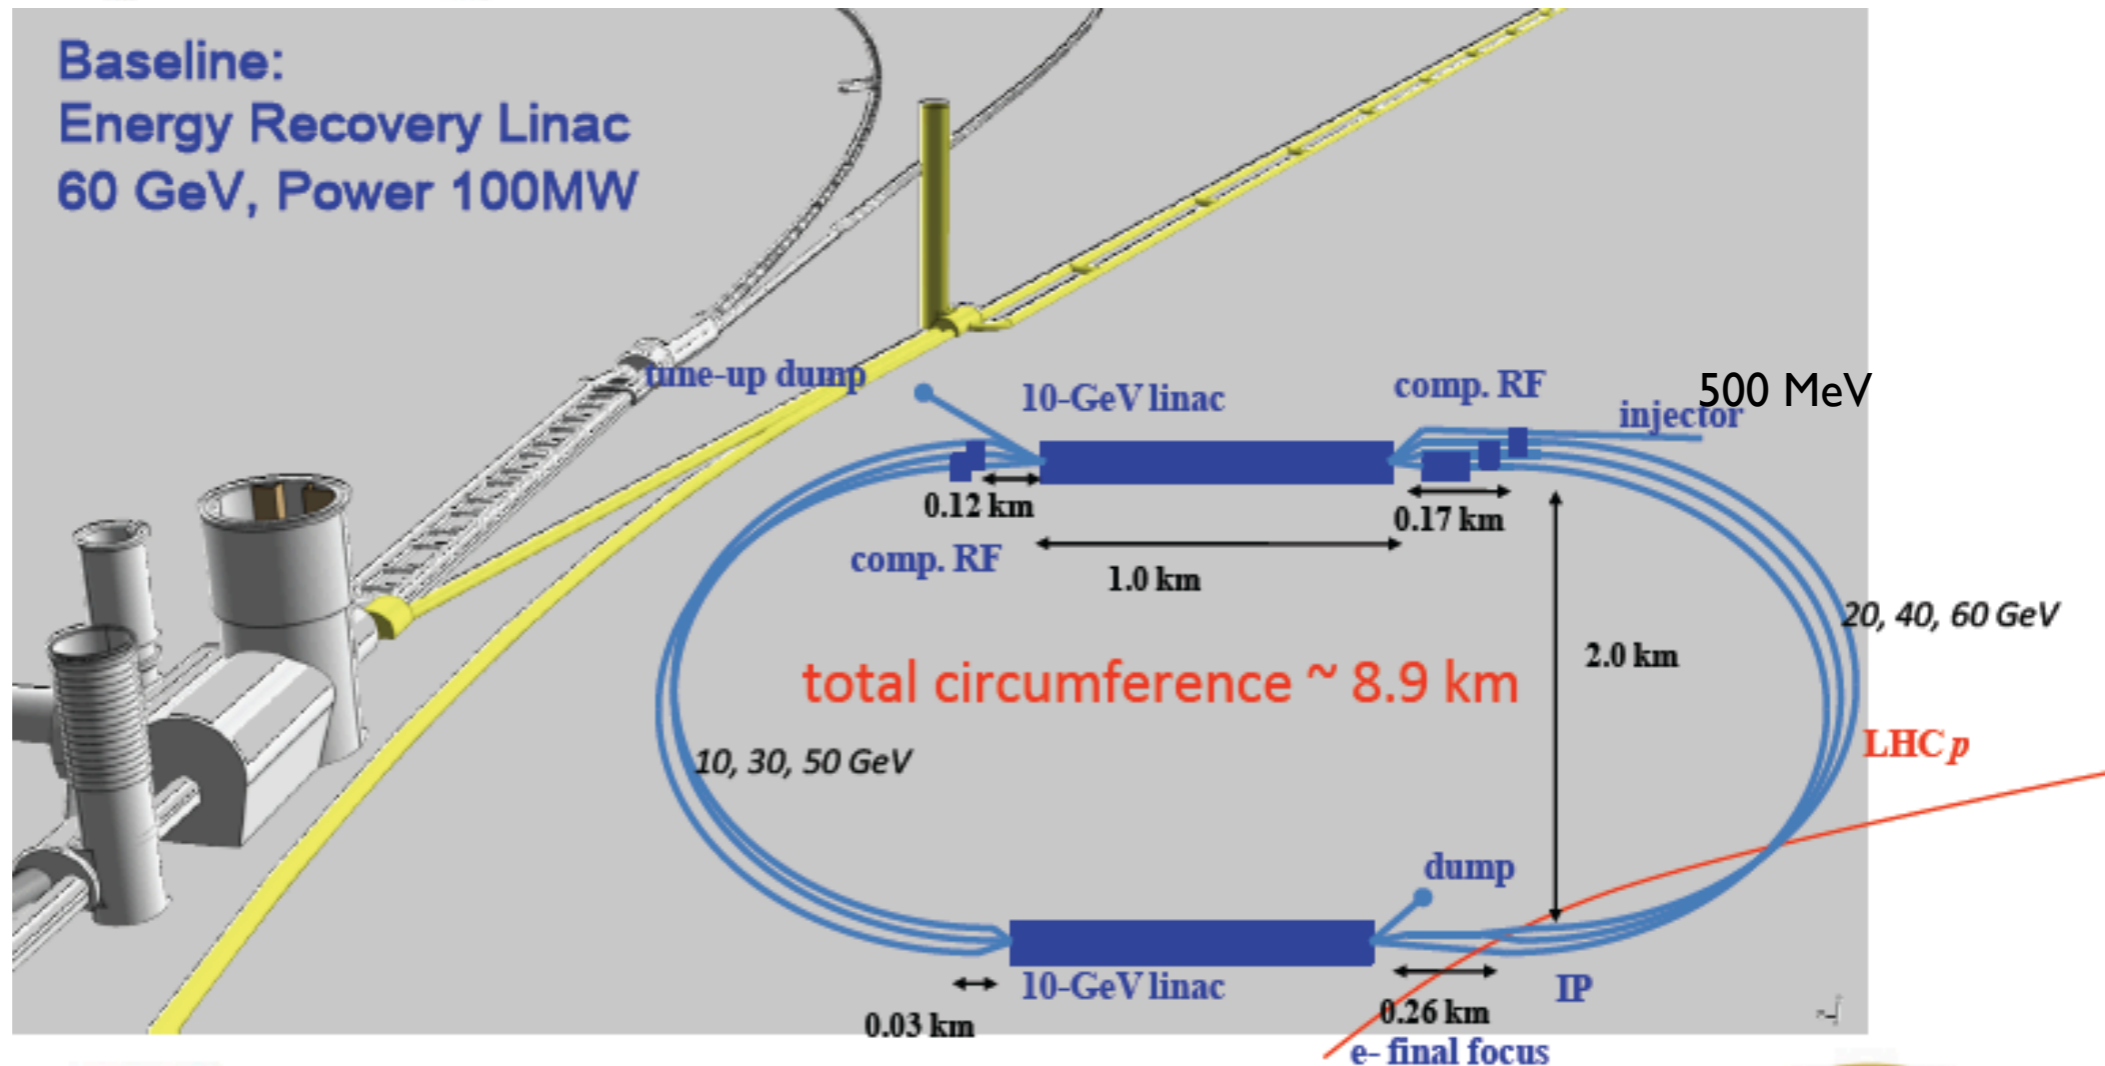 Baseline:
Energy Recovery Linac
60 GeV, Power 100MW
tune-up dump
10-GeV linac
comp. RF
500 MeV
injector
0.12 km
0.17 km
comp. RF
1.0 km
20, 40, 60 GeV
2.0 km
total circumference ~ 8.9 km
10, 30, 50 GeV
LHC p
dump
10-GeV linac
IP
0.03 km
0.26 km
e- final focus